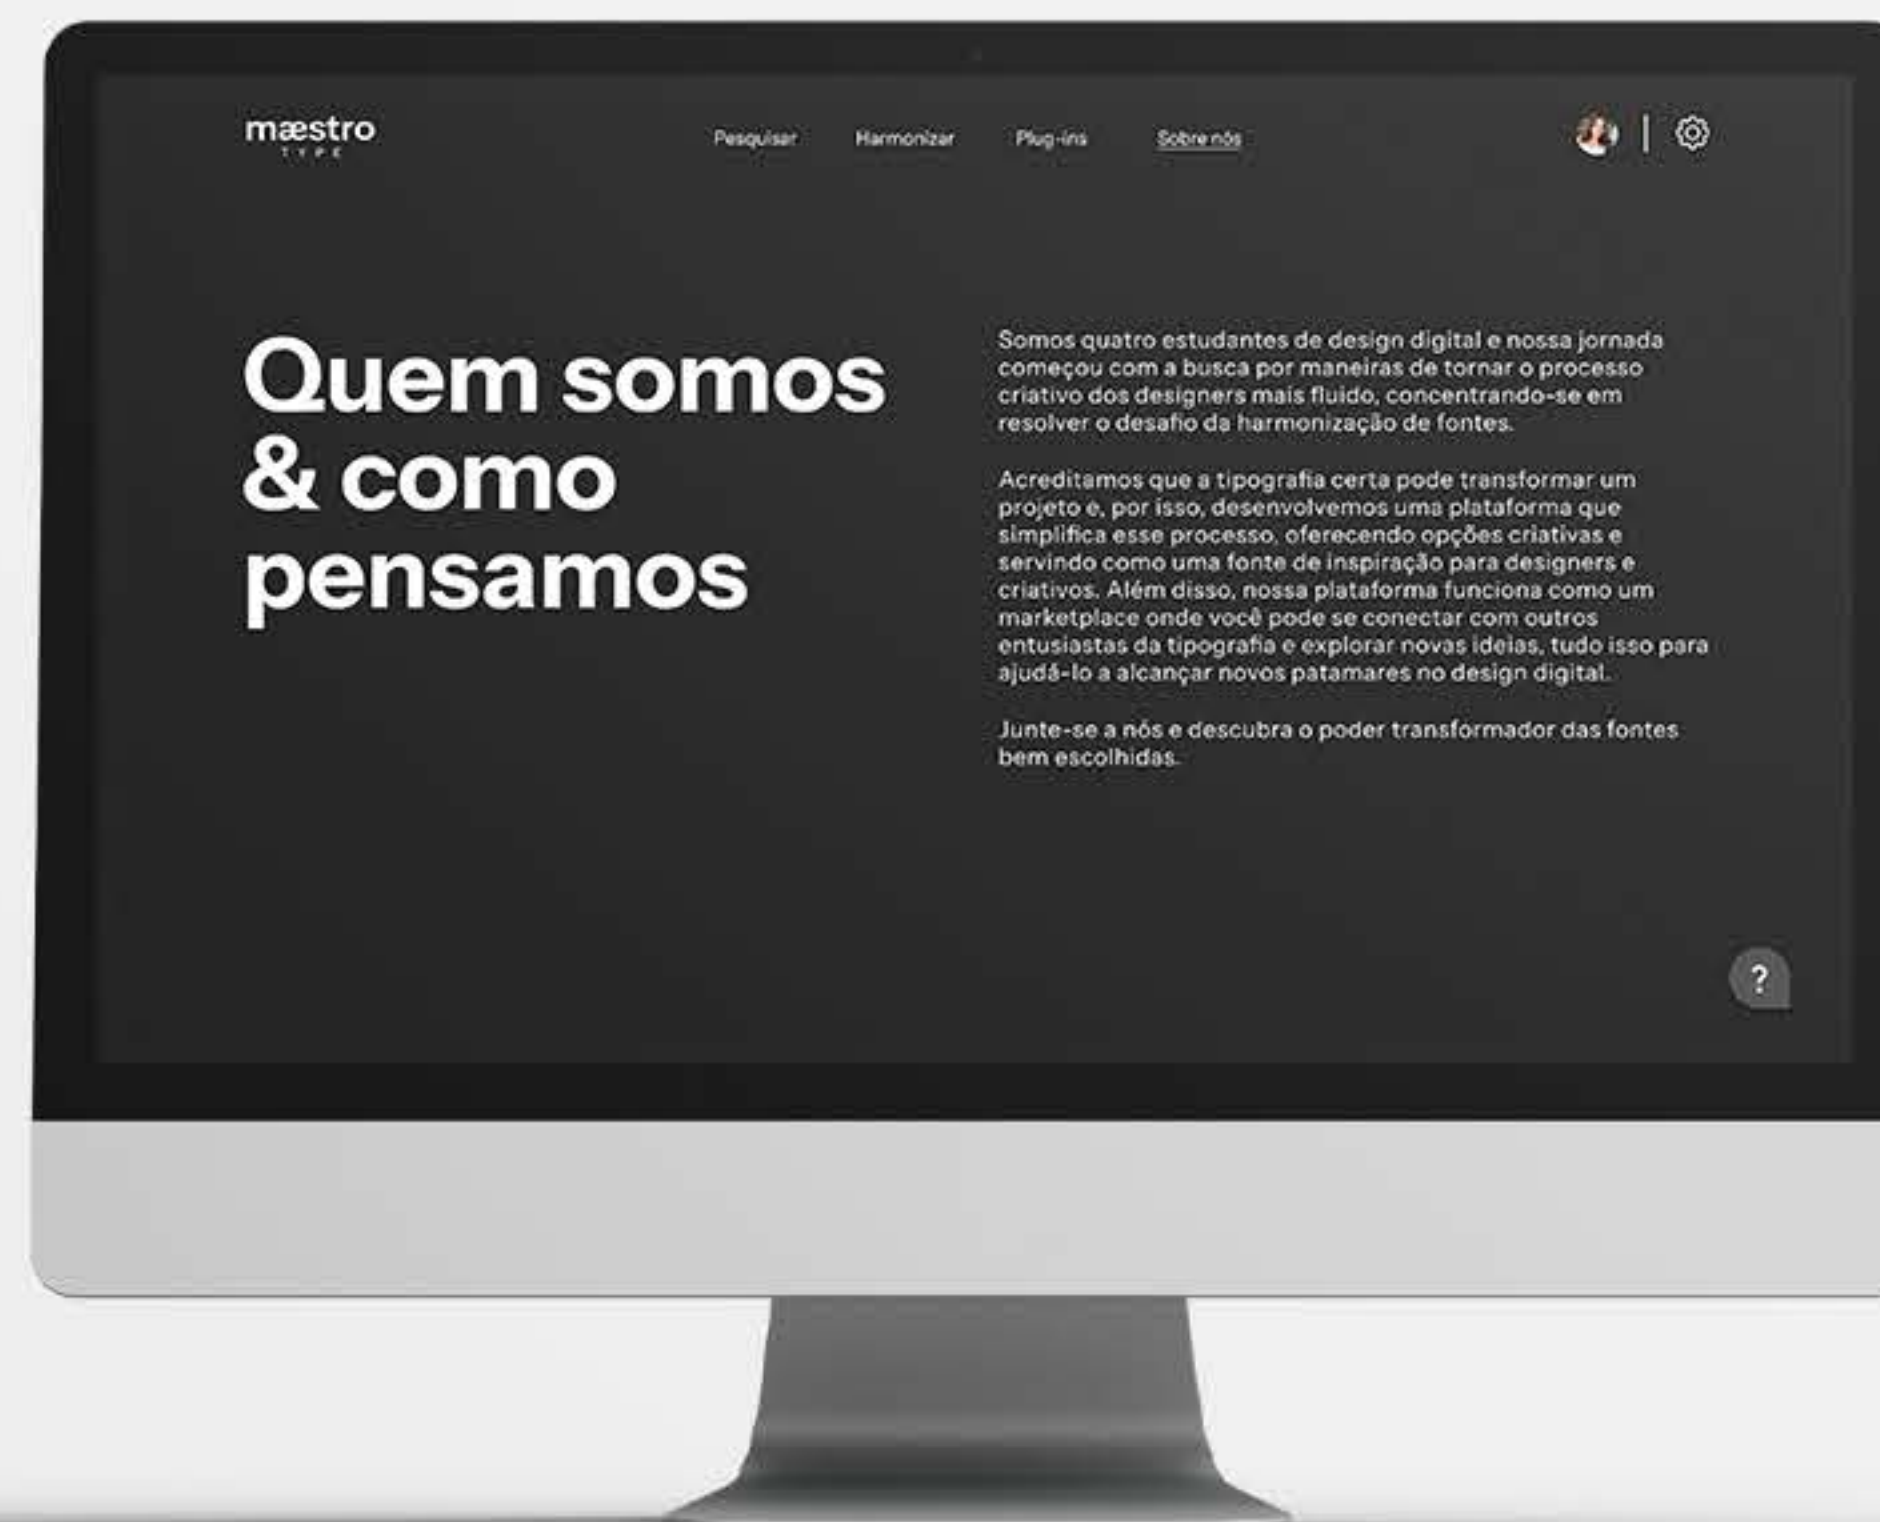 mæstro
TYPE
Pesquisar Harmonizar Plug-ins Sobre nós
Quem somos
& como
pensamos
Somos quatro estudantes de design digital e nossa jornada
começou com a busca por maneiras de tornar o processo
criativo dos designers mais fluido, concentrando-se em
resolver o desafio da harmonização de fontes.
Acreditamos que a tipografia certa pode transformar um
projeto e, por isso, desenvolvemos uma plataforma que
simplifica esse processo, oferecendo opções criativas e
servindo como uma fonte de inspiração para designers e
criativos. Além disso, nossa plataforma funciona como um
marketplace onde você pode se conectar com outros
entusiastas da tipografia e explorar novas ideias, tudo isso para
ajudá-lo a alcançar novos patamares no design digital.
Junte-se a nós e descubra o poder transformador das fontes
bem escolhidas.
?